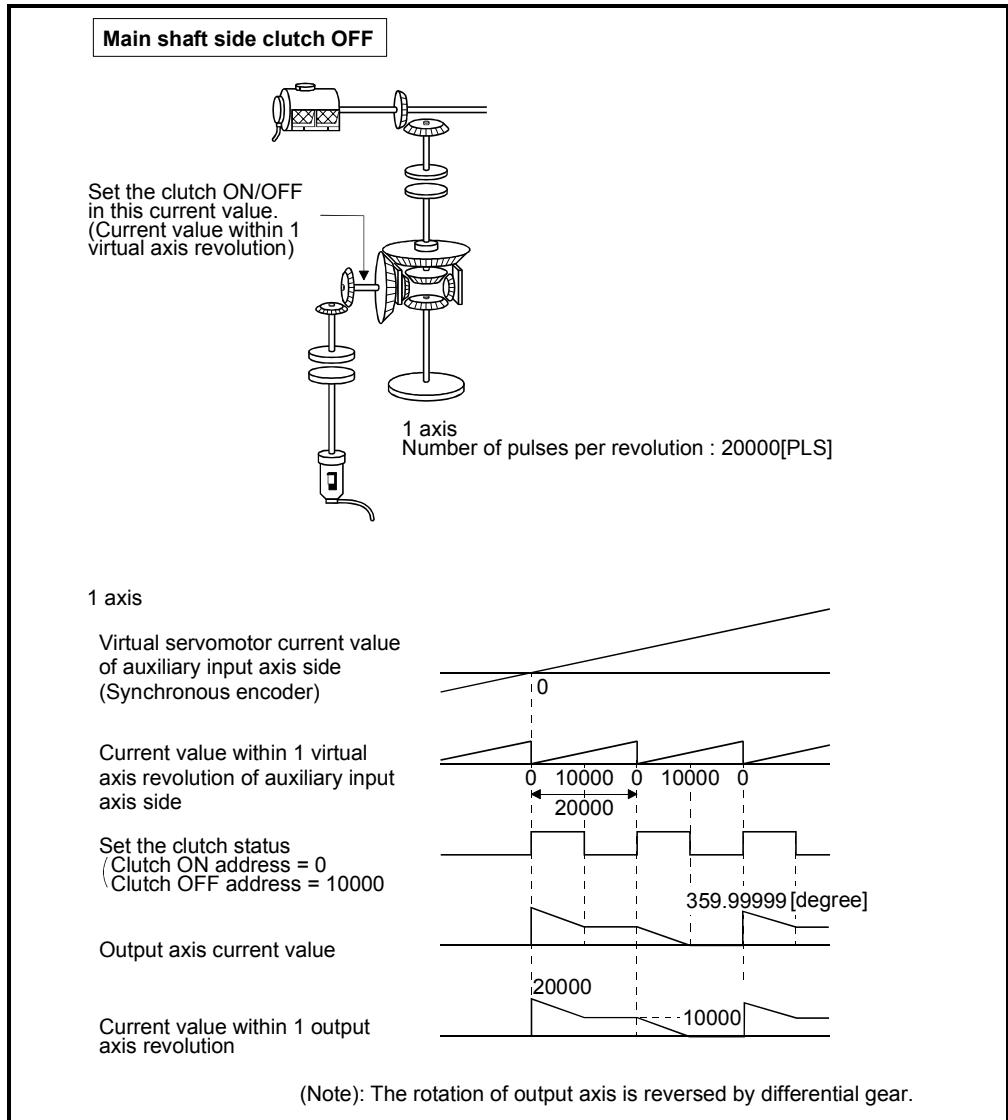 Main shaft side clutch OFF
Set the clutch ON/OFF
in this current value.
(Current value within 1
virtual axis revolution)
1 axis
Number of pulses per revolution : 20000[PLS]
1 axis
Virtual servomotor current value
of auxiliary input axis side
(Synchronous encoder)
0
Current value within 1 virtual
axis revolution of auxiliary input
axis side
0 10000 0 10000 0
20000
Set the clutch status
(Clutch ON address = 0
Clutch OFF address = 10000
359.99999 [degree]
Output axis current value
20000
10000
Current value within 1 output
axis revolution
(Note): The rotation of output axis is reversed by differential gear.